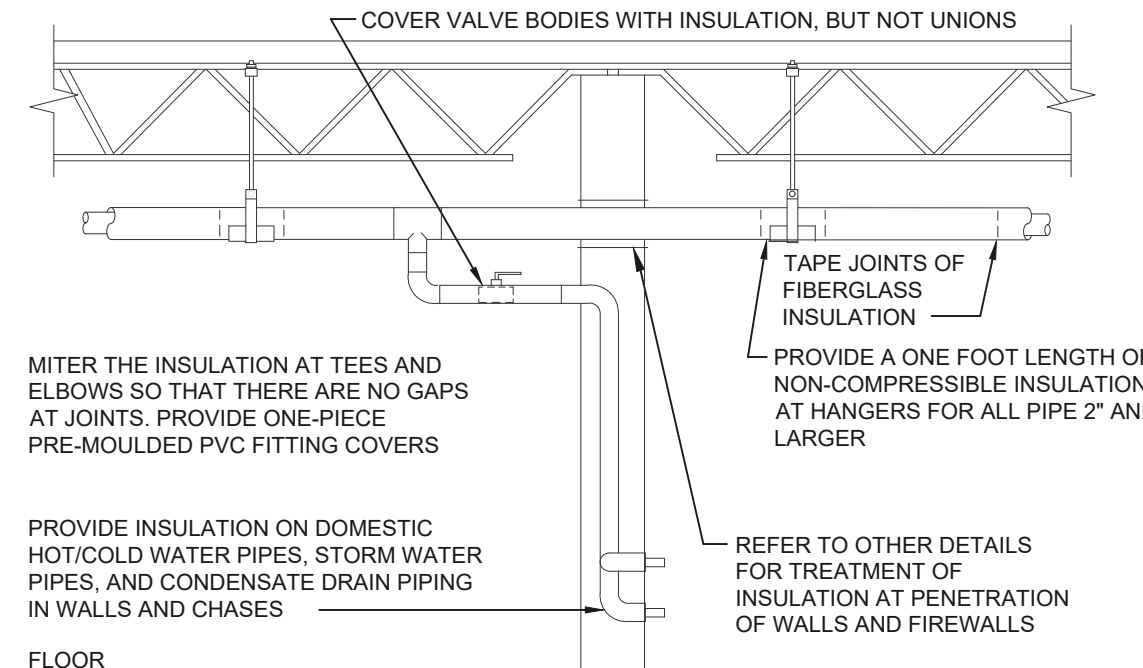 COVER VALVE BODIES WITH INSULATION, BUT NOT UNIONS
TAPE JOINTS OF
FIBERGLASS
INSULATION
PROVIDE A ONE FOOT LENGTH OF
NON-COMPRESSIBLE INSULATION
AT HANGERS FOR ALL PIPE 2" AND
LARGER
MITER THE INSULATION AT TEES AND
ELBOWS SO THAT THERE ARE NO GAPS
AT JOINTS. PROVIDE ONE-PIECE
PRE-MOULDED PVC FITTING COVERS
PROVIDE INSULATION ON DOMESTIC
HOT/COLD WATER PIPES, STORM WATER
PIPES, AND CONDENSATE DRAIN PIPING
IN WALLS AND CHASES
REFER TO OTHER DETAILS
FOR TREATMENT OF
INSULATION AT PENETRATION
OF WALLS AND FIREWALLS
FLOOR